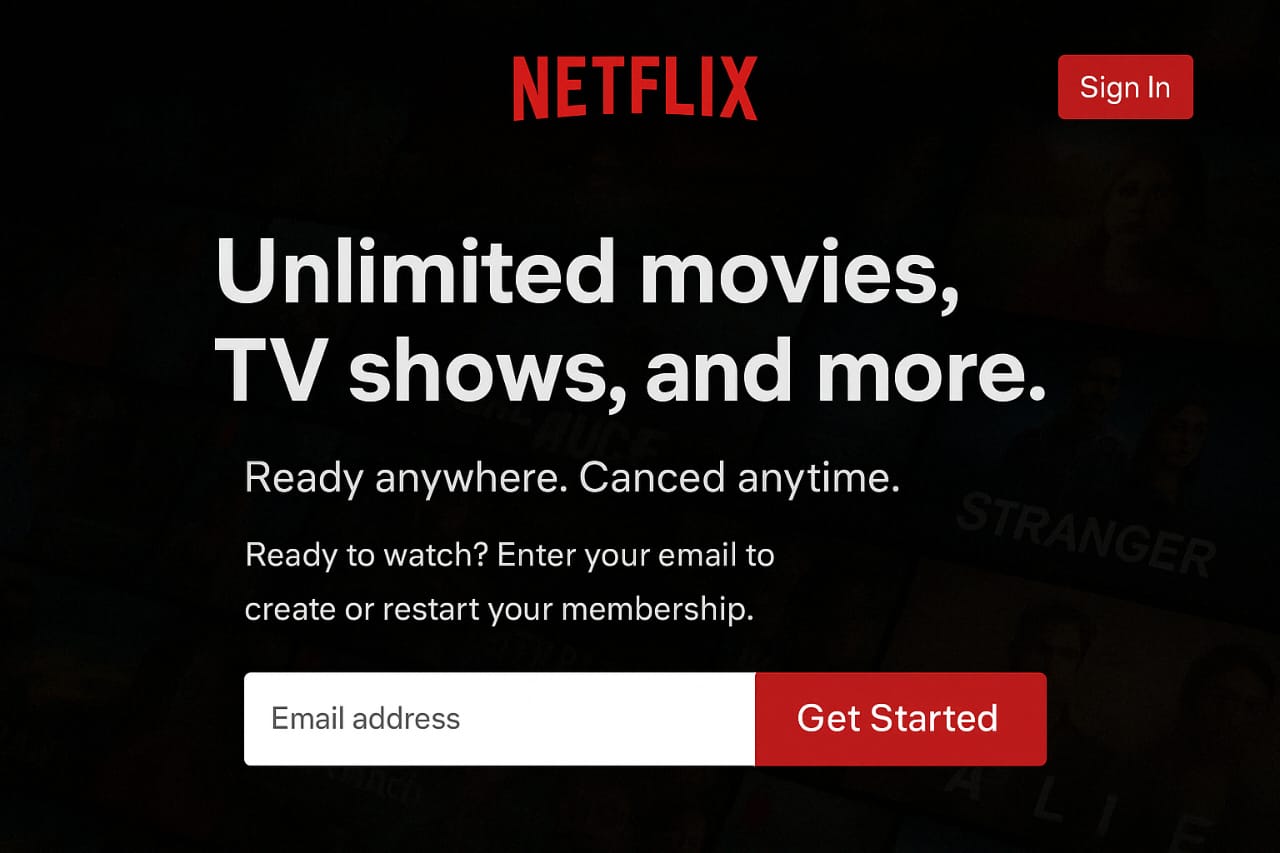 NETFLIX
Sign In
Unlimited movies,
TV shows, and more.
Ready anywhere. Canced anytime.
Ready to watch? Enter your email to
create or restart your membership.
Email address
Get Started
STRANGER
A L I E